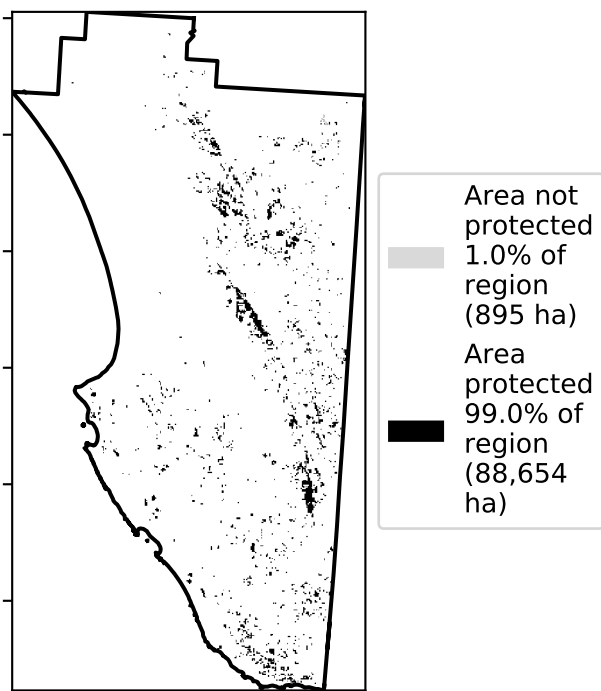 Area not
protected
1.0% of
region
(895 ha)
Area
protected
99.0% of
region
(88,654
ha)